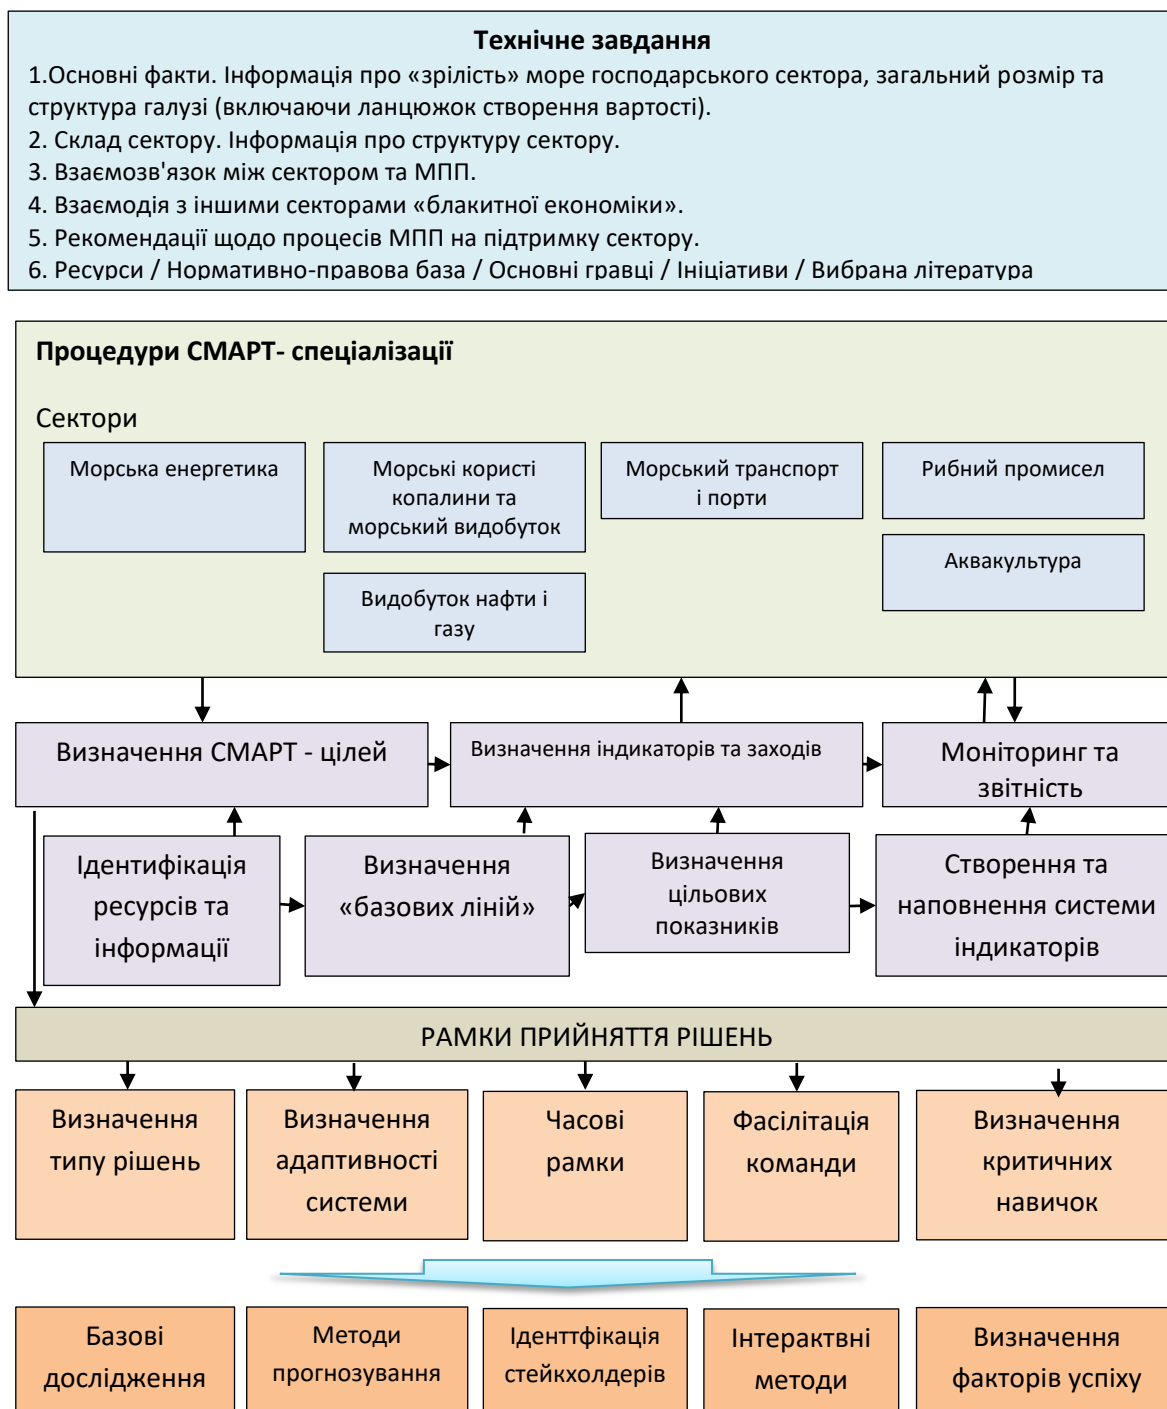 Технічне завдання
1.Основні факти. Інформація про «зрілість» море господарського сектора, загальний розмір та
структура галузі (включаючи ланцюжок створення вартості).
2. Склад сектору. Інформація про структуру сектору.
3. Взаємозв'язок між сектором та МПП.
4. Взаємодія з іншими секторами «блакитної економіки».
5. Рекомендації щодо процесів МПП на підтримку сектору.
6. Ресурси / Нормативно-правова база / Основні гравці / Ініціативи / Вибрана література
Процедури СМАРТ- спеціалізації
Сектори
Морська енергетика
Морські користі
копалини та
морський видобуток
Морський транспорт
і порти
Рибний промисел
Аквакультура
Видобуток нафти і
газу
Визначення СМАРТ - цілей
Визначення індикаторів та заходів
Моніторинг та
звітність
Ідентифікація
ресурсів та
інформації
Визначення
«базових ліній»
Визначення
цільових
показників
Створення та
наповнення системи
індикаторів
РАМКИ ПРИЙНЯТТЯ РІШЕНЬ
Визначення
типу рішень
Визначення
адаптивності
системи
Часові
рамки
Фасілітація
команди
Визначення
критичних
навичок
Базові
дослідження
Методи
прогнозування
Іденттфікація
стейкхолдерів
Інтерактвні
методи
Визначення
факторів успіху